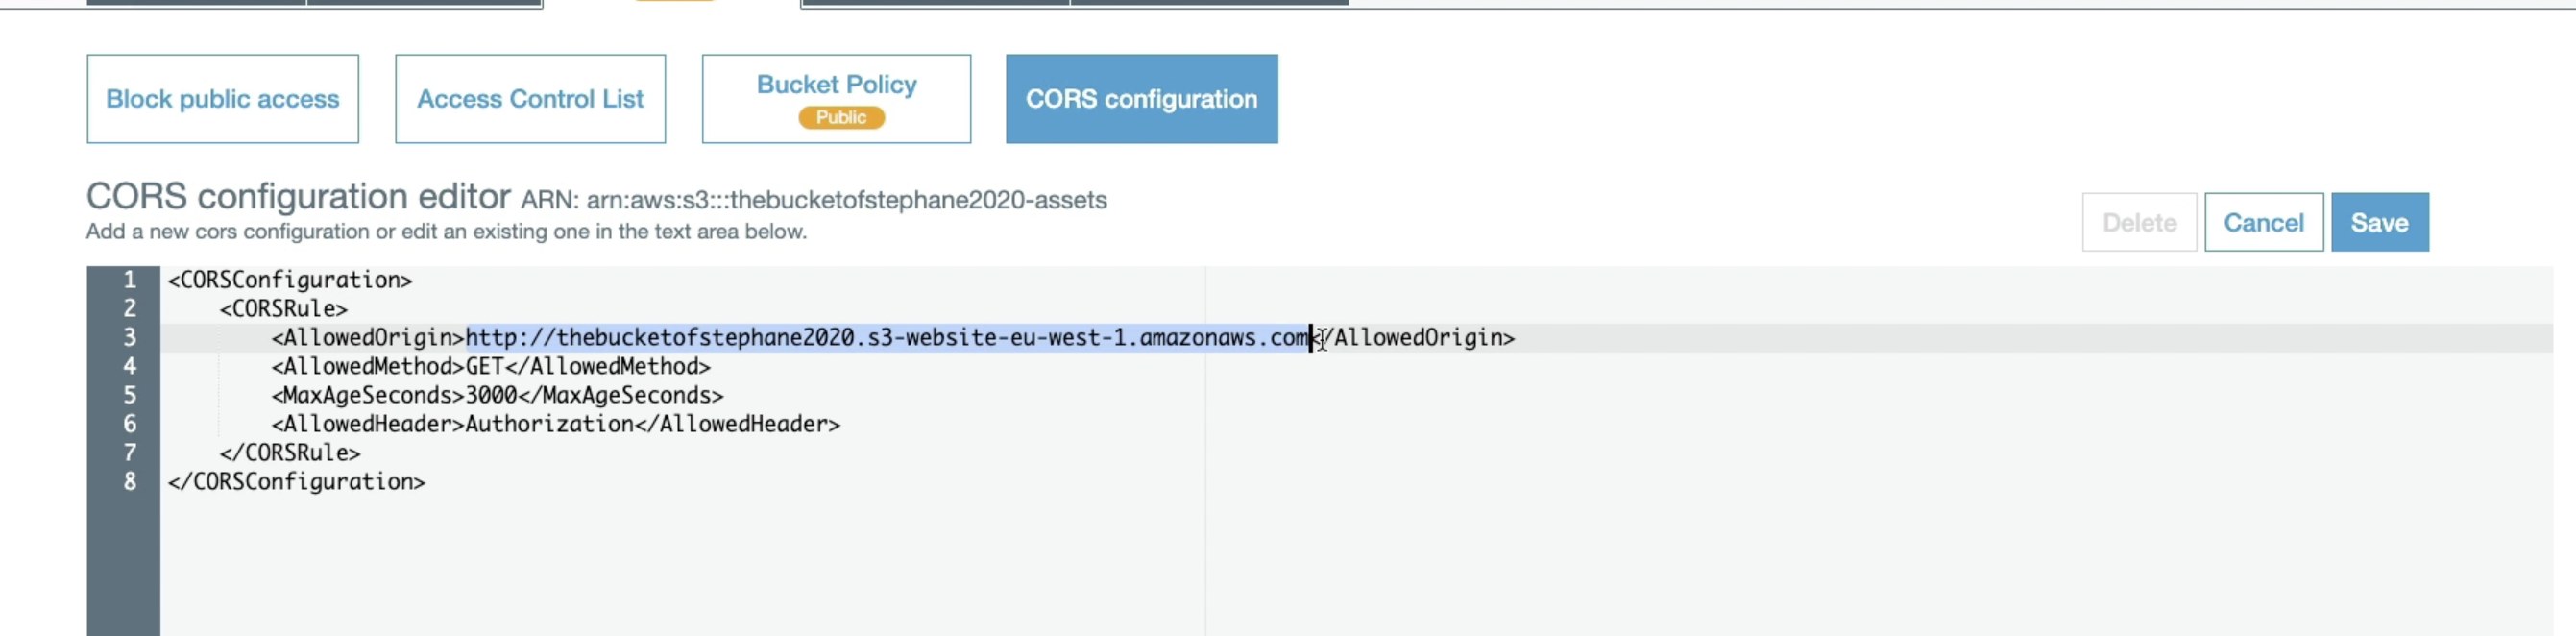 Block public access
Access Control List
Bucket Policy
Public
CORS configuration
CORS configuration editor ARN: arn:aws:s3:::thebucketofstephane2020-assets
Add a new cors configuration or edit an existing one in the text area below.
Delete
Cancel
Save
1 <CORSConfiguration>
2 <CORSRule>
3 <AllowedOrigin>http://thebucketofstephane2020.s3-website-eu-west-1.amazonaws.com</AllowedOrigin>
4 <AllowedMethod>GET</AllowedMethod>
5 <MaxAgeSeconds>3000</MaxAgeSeconds>
6 <AllowedHeader>Authorization</AllowedHeader>
7 </CORSRule>
8 </CORSConfiguration>